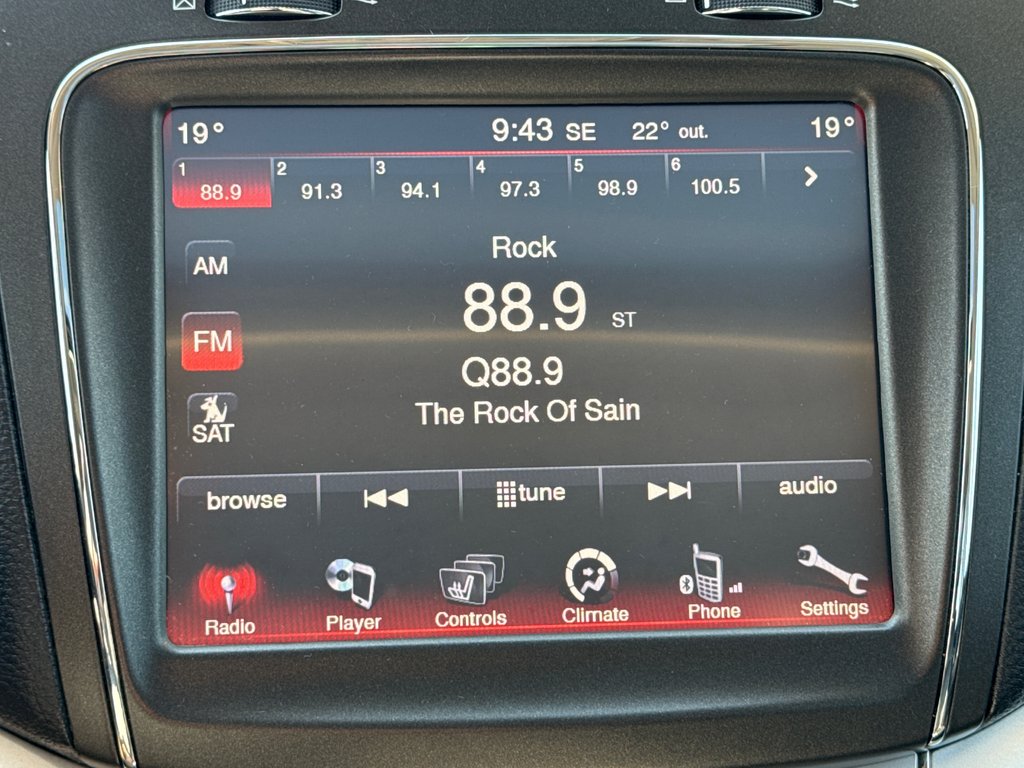 19° 9:43 SE 22° out. 19°
1 2 3 4 5 6
88.9 91.3 94.1 97.3 98.9 100.5 >
Rock
AM
88.9 ST
FM
Q88.9
The Rock Of Sain
SAT
browse tune audio
Radio Player Controls Climate Phone Settings